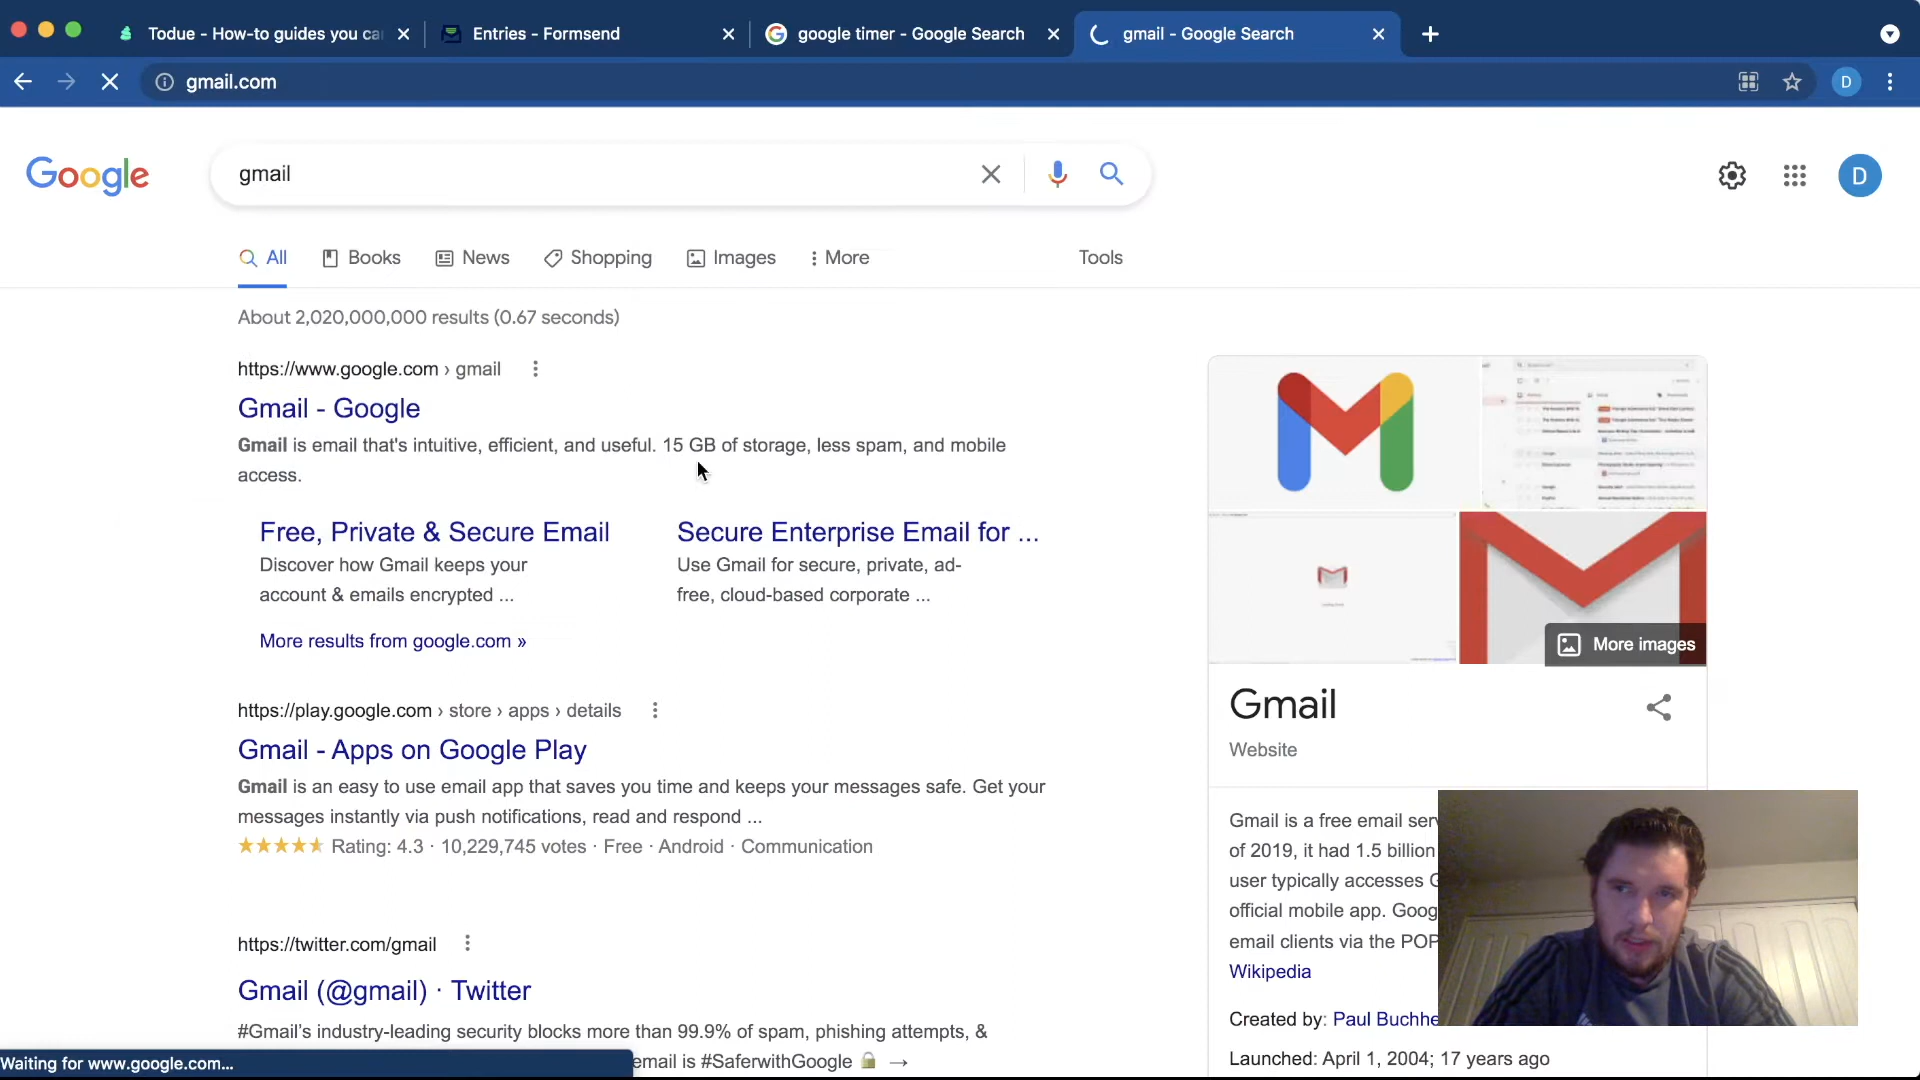 Todue - How-to guides you ca
Entries - Formsend
google timer - Google Search
gmail - Google Search
gmail.com
D
Google
gmail
D
All
Books
News
Shopping
Images
More
Tools
About 2,020,000,000 results (0.67 seconds)
https://www.google.com › gmail
Gmail - Google
Gmail is email that's intuitive, efficient, and useful. 15 GB of storage, less spam, and mobile
access.
Free, Private & Secure Email
Discover how Gmail keeps your
account & emails encrypted ...
Secure Enterprise Email for ...
Use Gmail for secure, private, ad-
free, cloud-based corporate ...
More results from google.com »
https://play.google.com › store › apps › details
Gmail - Apps on Google Play
Gmail is an easy to use email app that saves you time and keeps your messages safe. Get your
messages instantly via push notifications, read and respond ...
Rating: 4.3 · 10,229,745 votes · Free · Android · Communication
https://twitter.com/gmail
Gmail (@gmail) · Twitter
#Gmail's industry-leading security blocks more than 99.9% of spam, phishing attempts, &
email is #SaferwithGoogle 🔒 →
More images
Gmail
Website
Gmail is a free email ser
of 2019, it had 1.5 billion
user typically accesses
official mobile app. Goog
email clients via the POP
Wikipedia
Created by: Paul Buchhe
Launched: April 1, 2004; 17 years ago
Waiting for www.google.com...